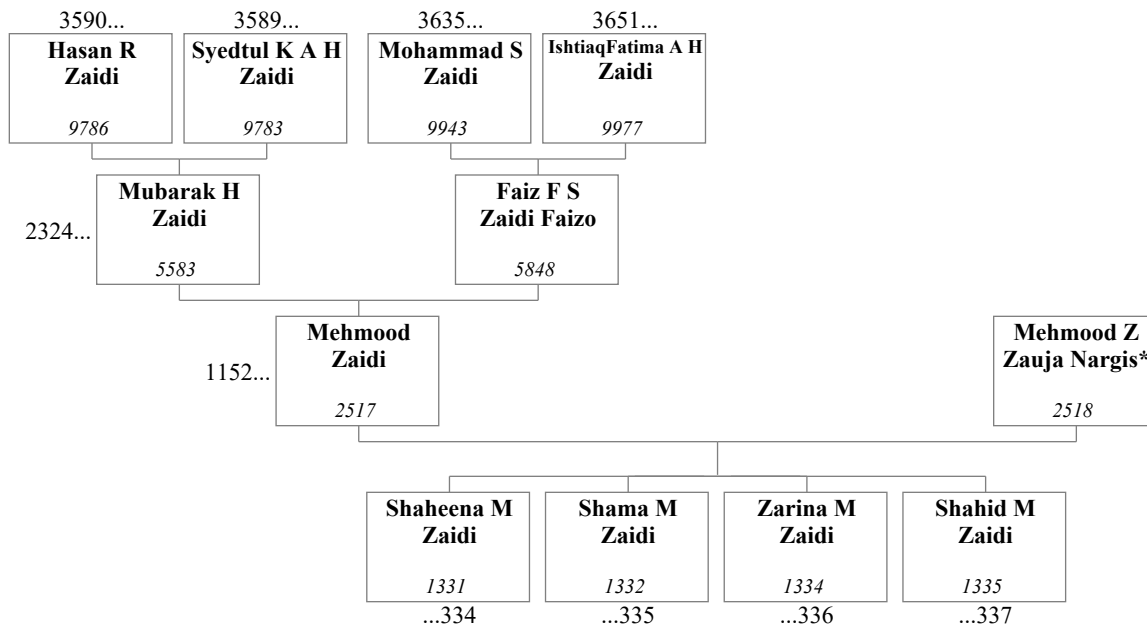 3590...
3589...
3635...
3651...
Hasan R
Zaidi
9786
Syedtul K A H
Zaidi
9783
Mohammad S
Zaidi
9943
IshtiaqFatima A H
Zaidi
9977
2324...
Mubarak H
Zaidi
5583
Faiz F S
Zaidi Faizo
5848
1152...
Mehmood
Zaidi
2517
Mehmood Z
Zauja Nargis*
2518
Shaheena M
Zaidi
1331
...334
Shama M
Zaidi
1332
...335
Zarina M
Zaidi
1334
...336
Shahid M
Zaidi
1335
...337